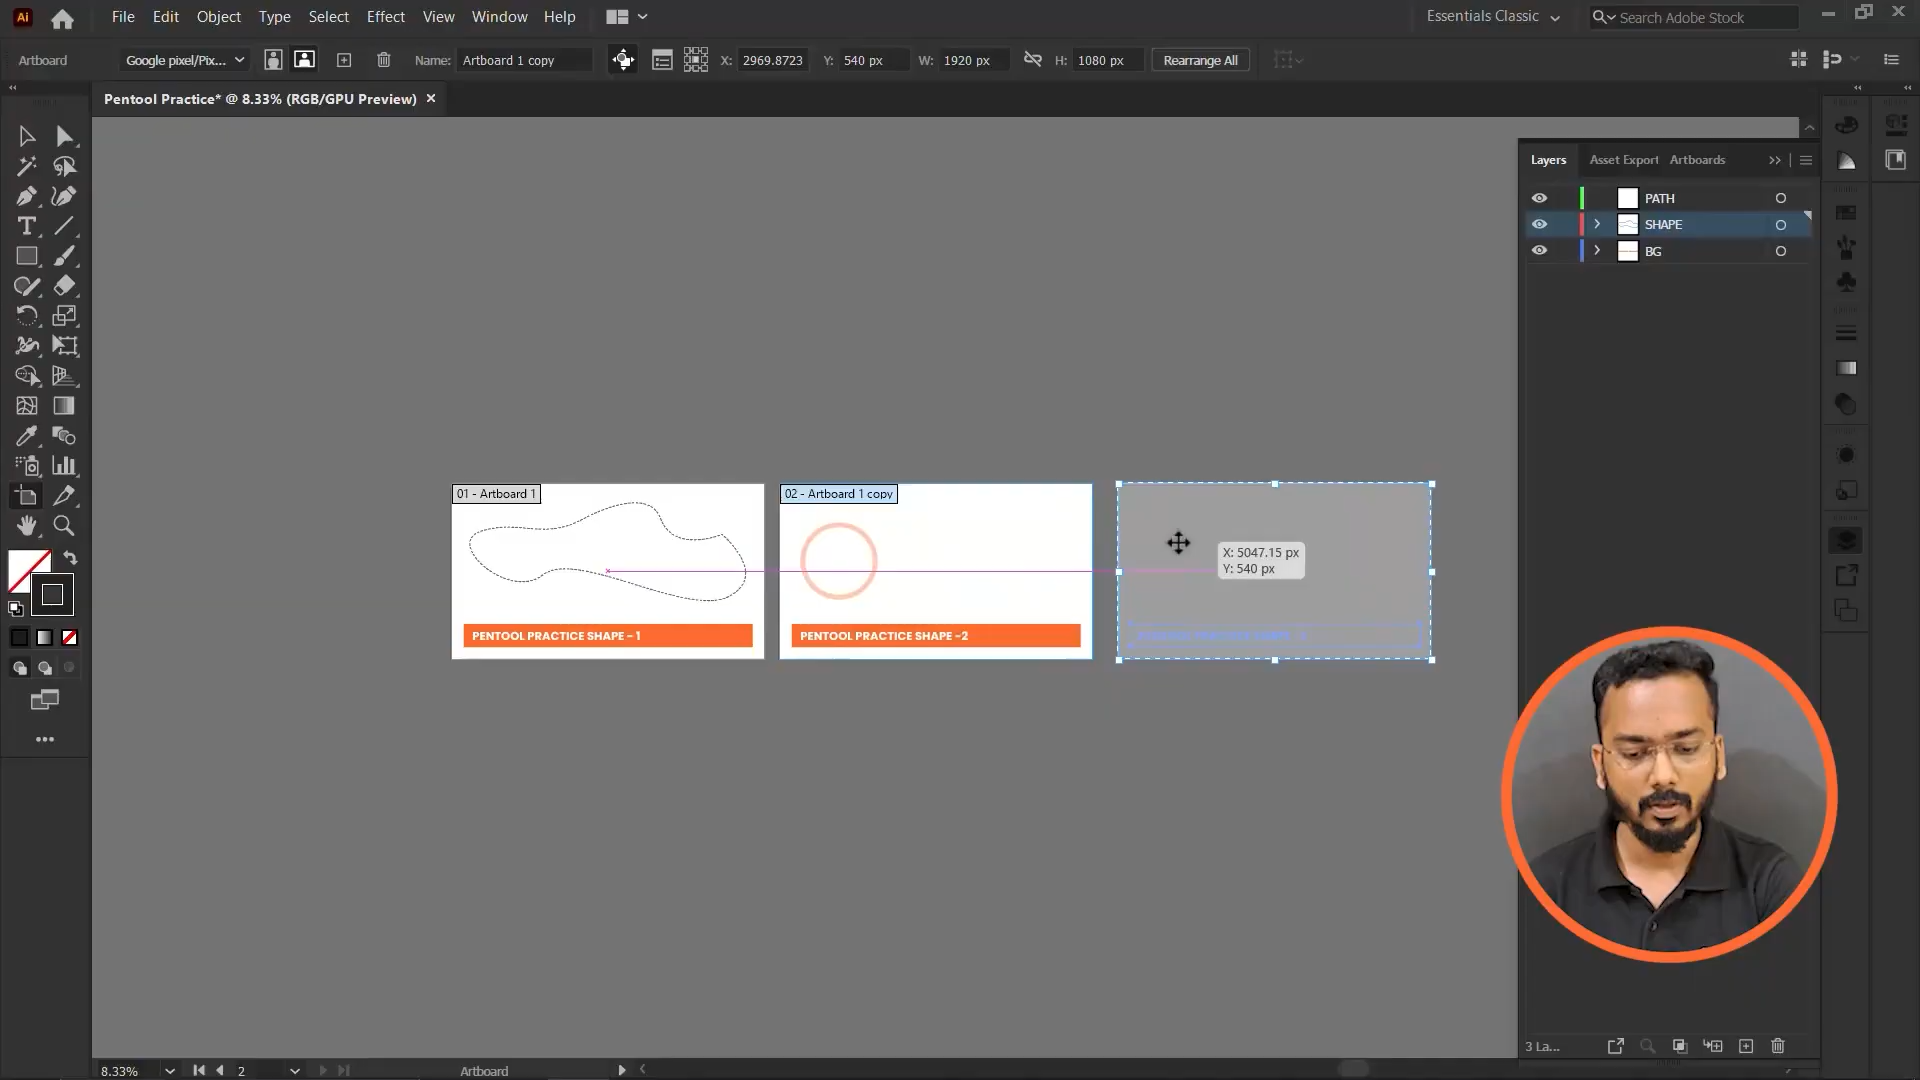 Ai File Edit Object Type Select Effect View Window Help Essentials Classic Search Adobe Stock
Artboard Google pixel/Pix... Name: Artboard 1 copy X: 2969.8723 Y: 540 px W: 1920 px H: 1080 px Rearrange All
Pentool Practice* @ 8.33% (RGB/GPU Preview)
Layers Asset Export Artboards
PATH
SHAPE
BG
01 - Artboard 1
02 - Artboard 1 copy
X: 5047.15 px
Y: 540 px
PENTOOL PRACTICE SHAPE – 1
PENTOOL PRACTICE SHAPE –2
3 La...
8.33% 2 Artboard